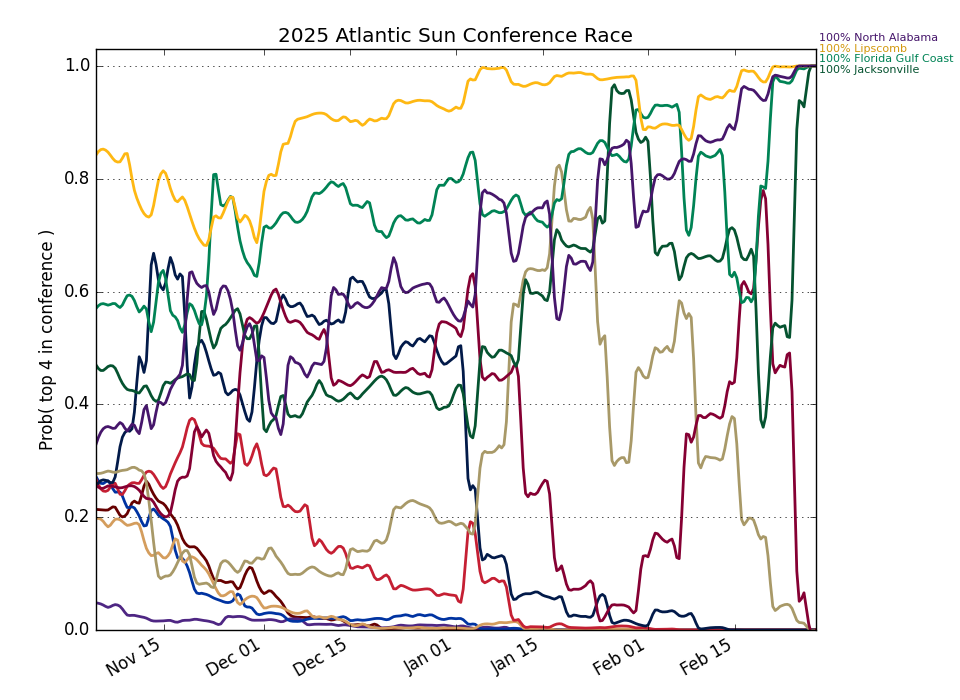 2025 Atlantic Sun Conference Race
100% North Alabama
100% Lipscomb
100% Florida Gulf Coast
100% Jacksonville
Prob( top 4 in conference )
1.0
0.8
0.6
0.4
0.2
0.0
Nov 15
Dec 01
Dec 15
Jan 01
Jan 15
Feb 01
Feb 15